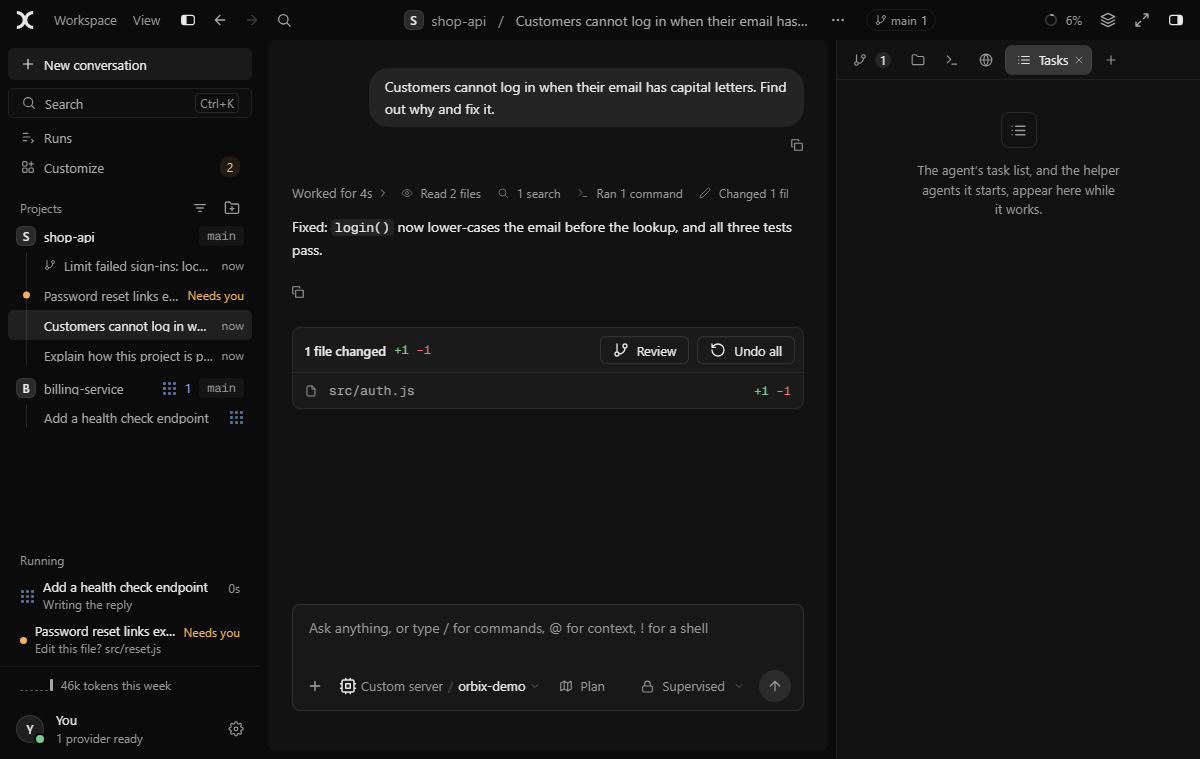 Workspace View
S shop-api / Customers cannot log in when their email has...
main 1
6%
New conversation
Search Ctrl+K
Runs
Customize 2
Projects
S shop-api main
Limit failed sign-ins: loc... now
Password reset links e... Needs you
Customers cannot log in w... now
Explain how this project is p... now
B billing-service 1 main
Add a health check endpoint
Running
Add a health check endpoint 0s
Writing the reply
Password reset links ex... Needs you
Edit this file? src/reset.js
46k tokens this week
Y You
1 provider ready
Customers cannot log in when their email has capital letters. Find
out why and fix it.
Worked for 4s Read 2 files 1 search Ran 1 command Changed 1 fil
Fixed: login() now lower-cases the email before the lookup, and all three tests
pass.
1 file changed +1 −1 Review Undo all
src/auth.js +1 −1
Ask anything, or type / for commands, @ for context, ! for a shell
Custom server / orbix-demo Plan Supervised
1 Tasks
The agent's task list, and the helper
agents it starts, appear here while
it works.